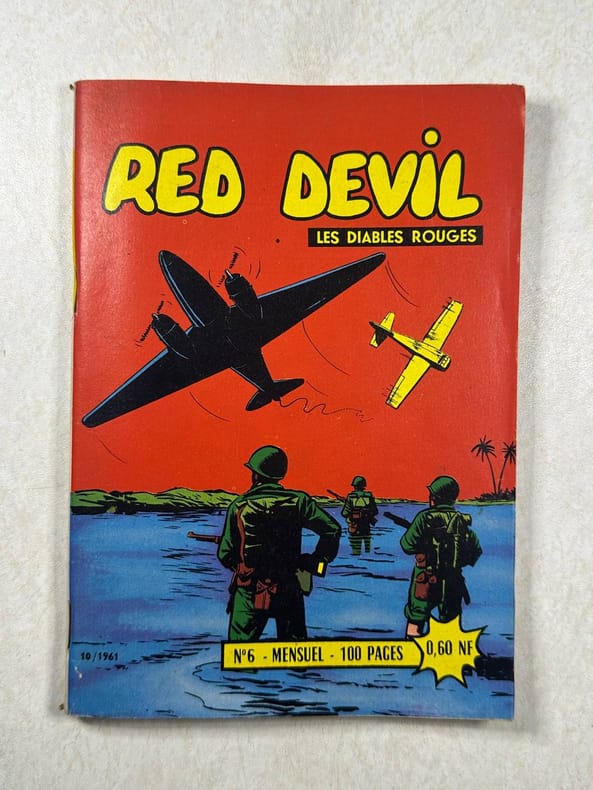 RED DEViL
LES DIABLES ROUGES
10/1961
N°6 - MENSUEL - 100 PAGES
0,60 NF